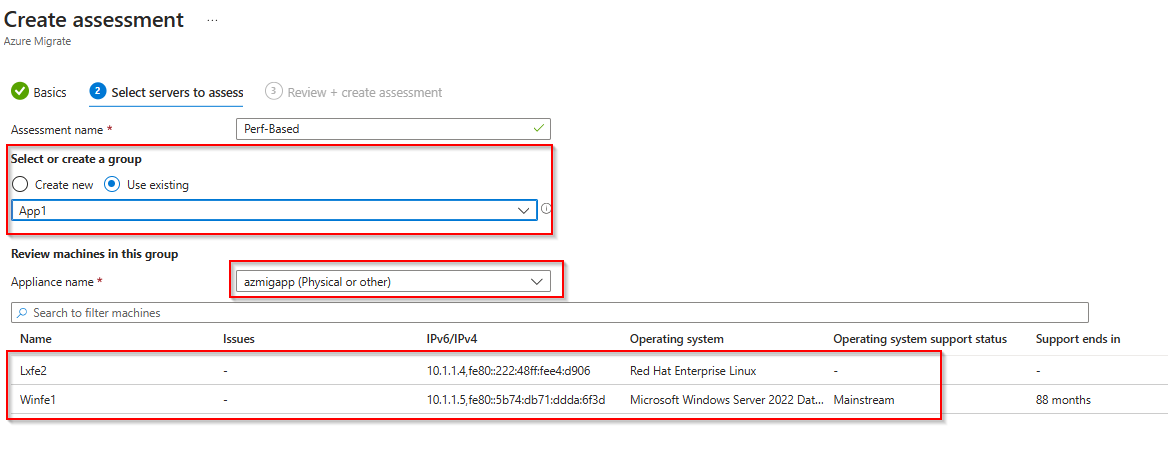 Create assessment ...
Azure Migrate
Basics 2 Select servers to assess 3 Review + create assessment
Assessment name * Perf-Based
Select or create a group
Create new Use existing
App1
Review machines in this group
Appliance name * azmigapp (Physical or other)
Search to filter machines
Name Issues IPv6/IPv4 Operating system Operating system support status Support ends in
Lxfe2 - 10.1.1.4,fe80::222:48ff:fee4:d906 Red Hat Enterprise Linux - -
Winfe1 - 10.1.1.5,fe80::5b74:db71:ddda:6f3d Microsoft Windows Server 2022 Dat... Mainstream 88 months